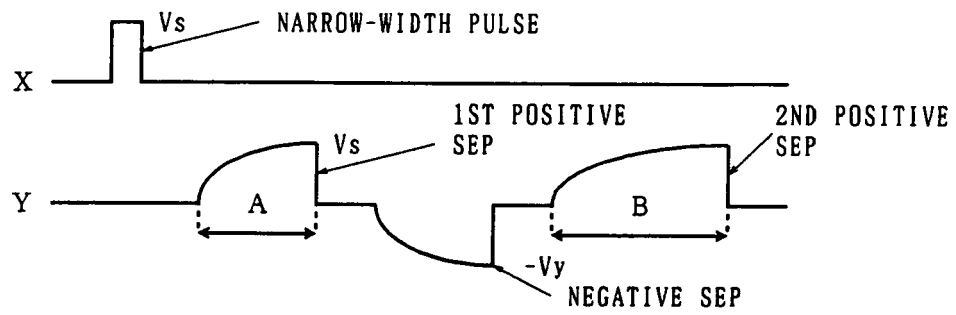 Vs
NARROW-WIDTH PULSE
X
1ST POSITIVE
SEP
2ND POSITIVE
SEP
Vs
Y
A
B
-Vy
NEGATIVE SEP